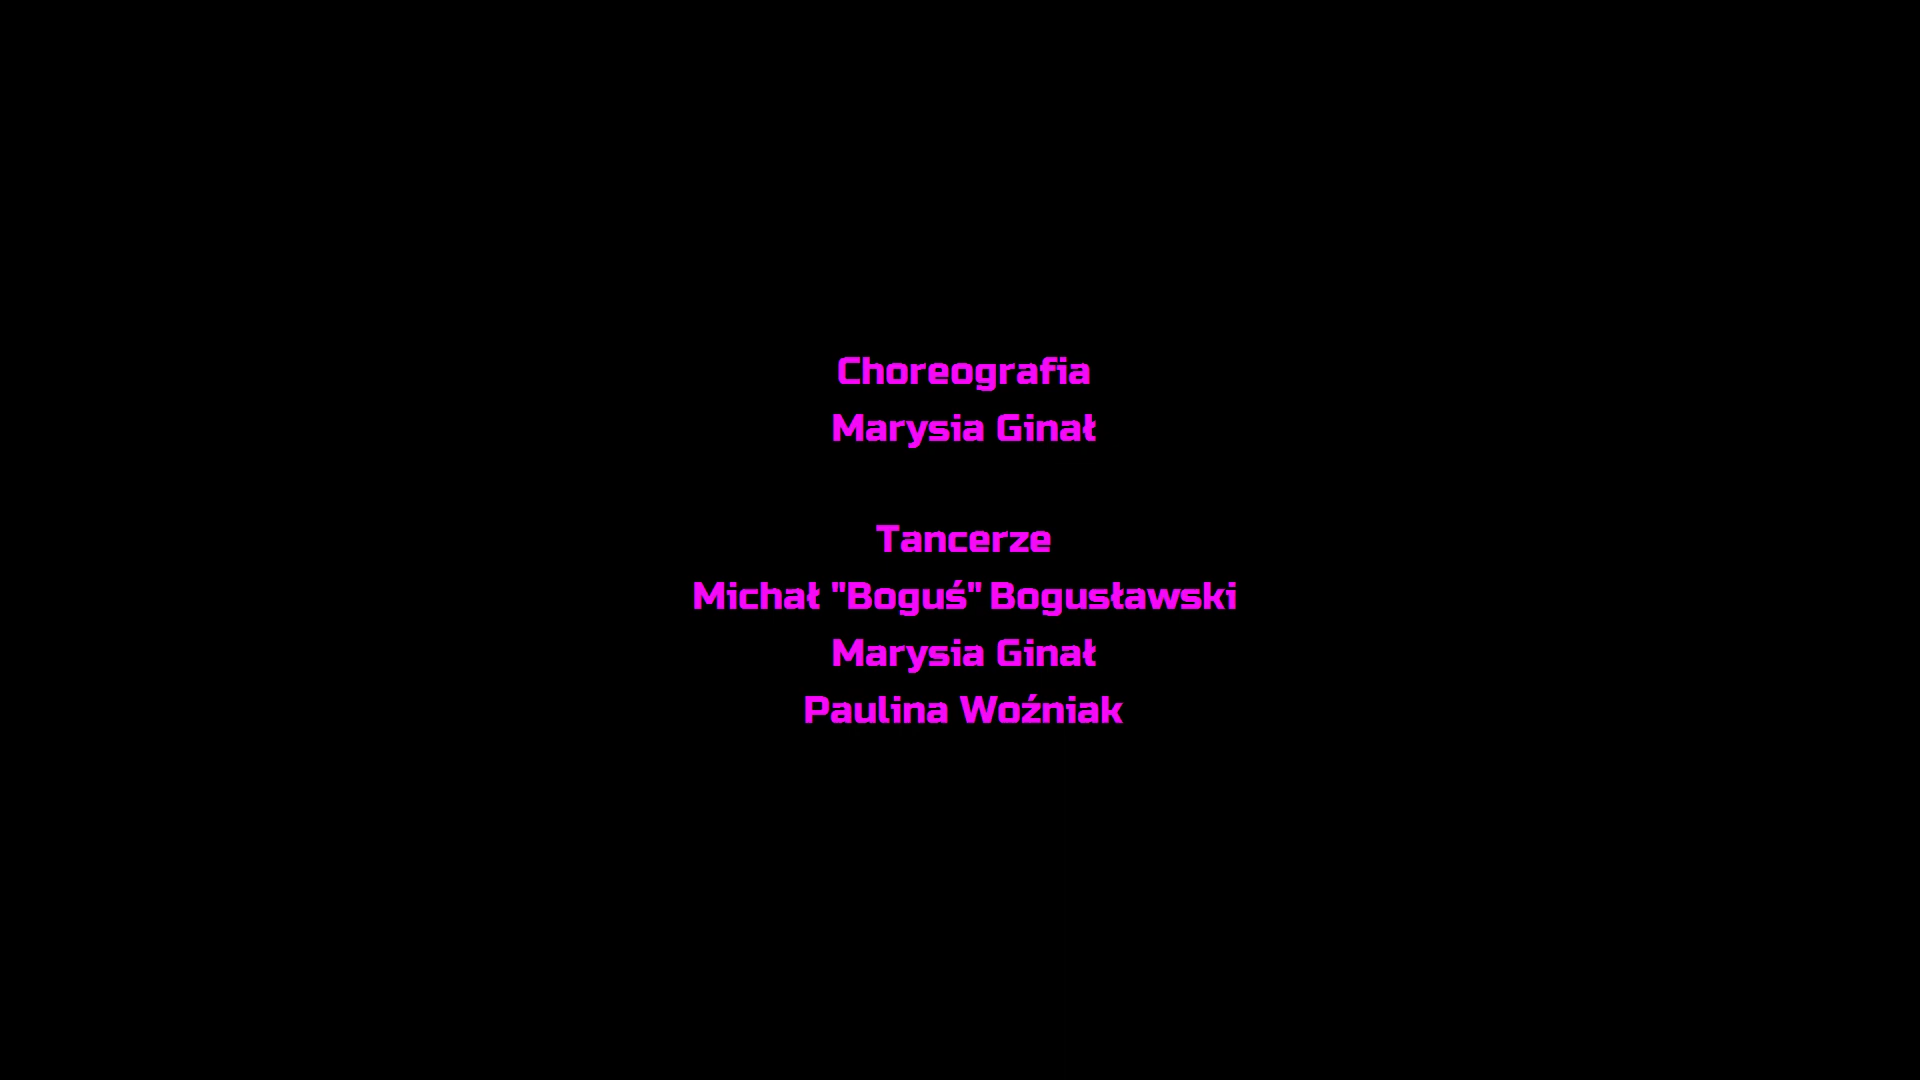 Choreografia
Marysia Ginał
Tancerze
Michał "Boguś" Bogusławski
Marysia Ginał
Paulina Woźniak